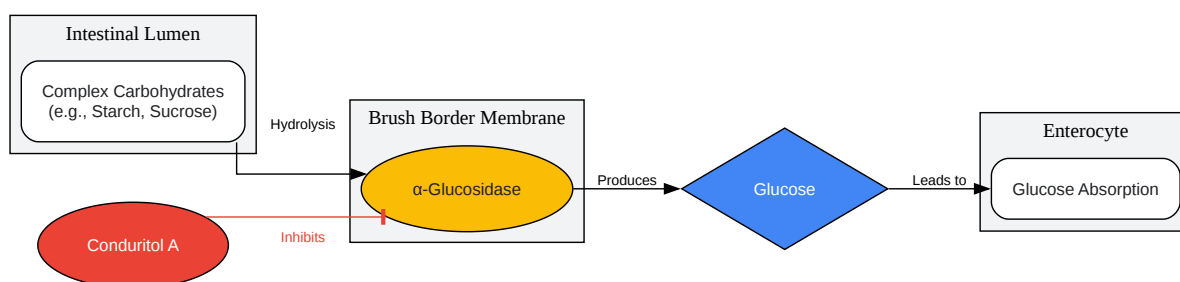 Intestinal Lumen
Complex Carbohydrates
(e.g., Starch, Sucrose)
Hydrolysis
Brush Border Membrane
α-Glucosidase
Conduritol A
Inhibits
Produces
Glucose
Leads to
Enterocyte
Glucose Absorption